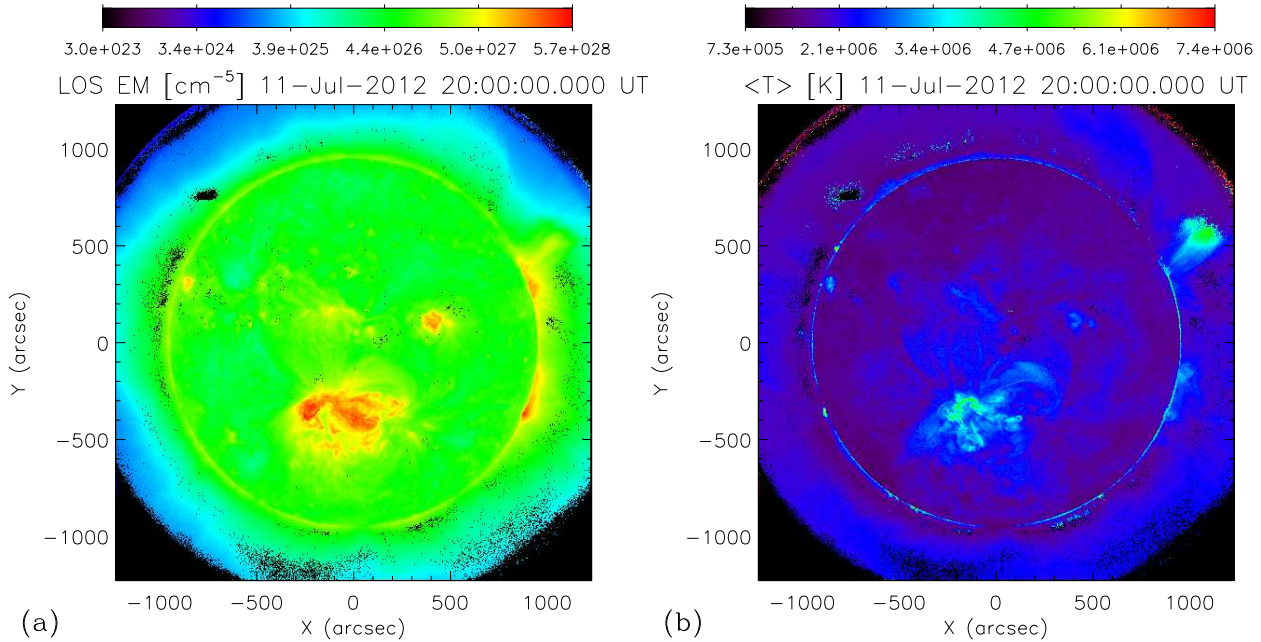 3.0e+023 3.4e+024 3.9e+025 4.4e+026 5.0e+027 5.7e+028
LOS EM [cm⁻⁵] 11-Jul-2012 20:00:00.000 UT
1000
500
0
-500
-1000
Y (arcsec)
-1000 -500 0 500 1000
X (arcsec)
(a)
7.3e+005 2.1e+006 3.4e+006 4.7e+006 6.1e+006 7.4e+006
<T> [K] 11-Jul-2012 20:00:00.000 UT
1000
500
0
-500
-1000
Y (arcsec)
-1000 -500 0 500 1000
X (arcsec)
(b)